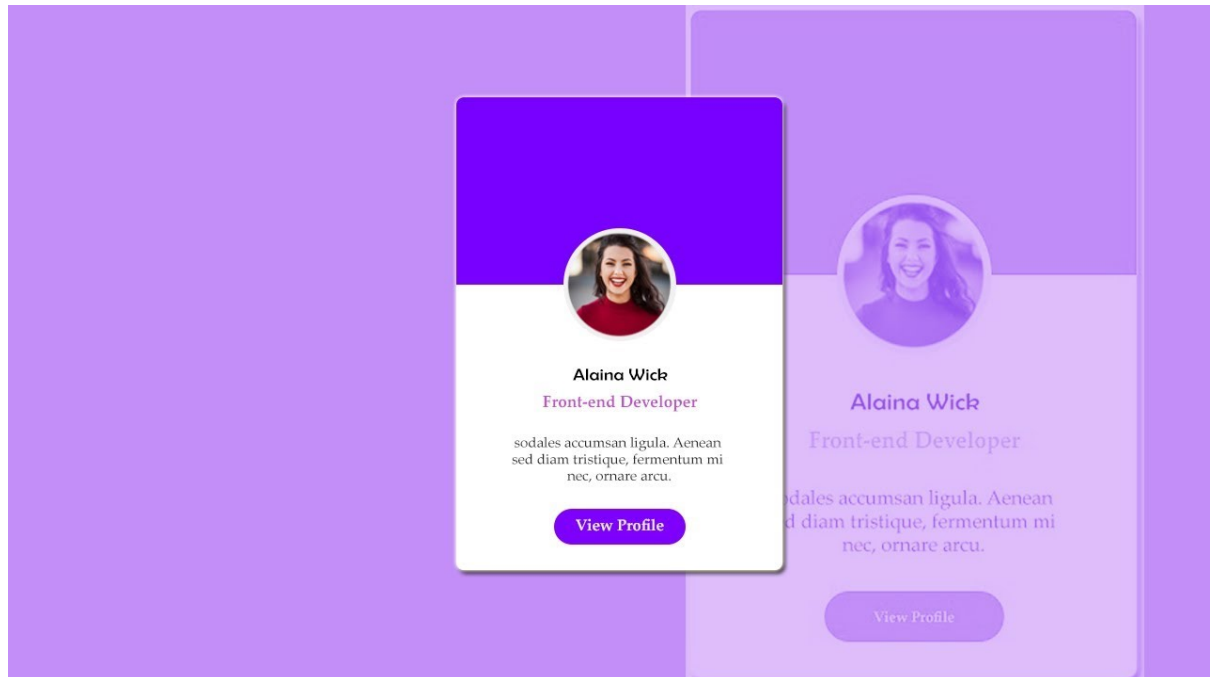 Alaina Wick
Front-end Developer
sodales accumsan ligula. Aenean
sed diam tristique, fermentum mi
nec, ornare arcu.
View Profile
Alaina Wick
Front-end Developer
dales accumsan ligula. Aenean
d diam tristique, fermentum mi
nec, ornare arcu.
View Profile